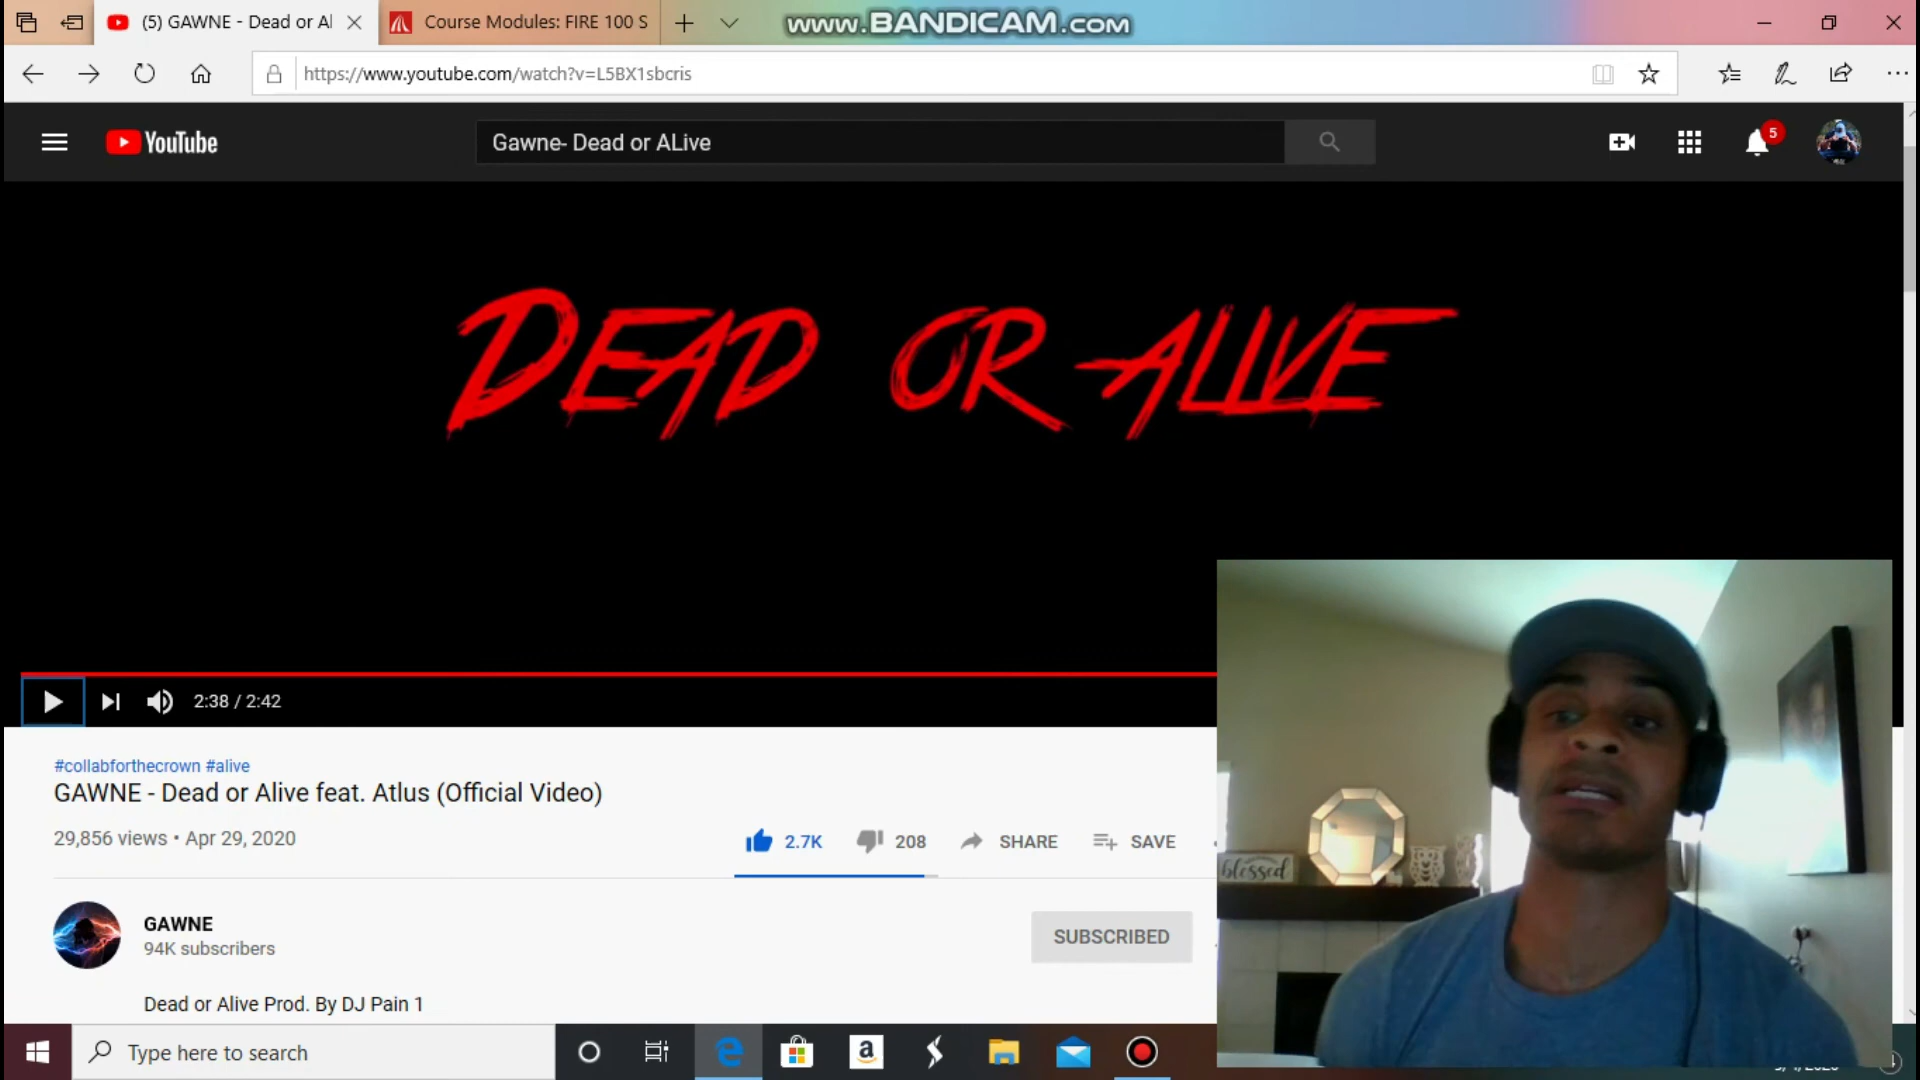 (5) GAWNE - Dead or Al
Course Modules: FIRE 100 S
www.BANDICAM.com
https://www.youtube.com/watch?v=L5BX1sbcris
YouTube
Gawne- Dead or ALive
5
DEAD OR ALIVE
2:38 / 2:42
#collabforthecrown #alive
GAWNE - Dead or Alive feat. Atlus (Official Video)
29,856 views • Apr 29, 2020
2.7K
208
SHARE
SAVE
blessed
GAWNE
94K subscribers
SUBSCRIBED
Dead or Alive Prod. By DJ Pain 1
Type here to search